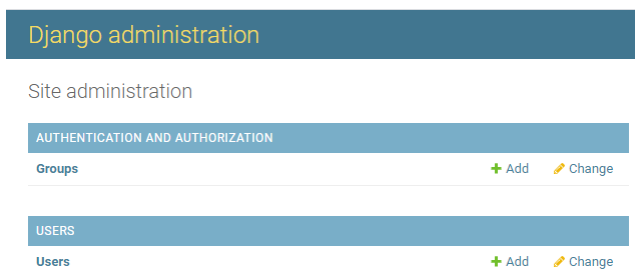 Django administration
Site administration
AUTHENTICATION AND AUTHORIZATION
Groups Add Change
USERS
Users Add Change